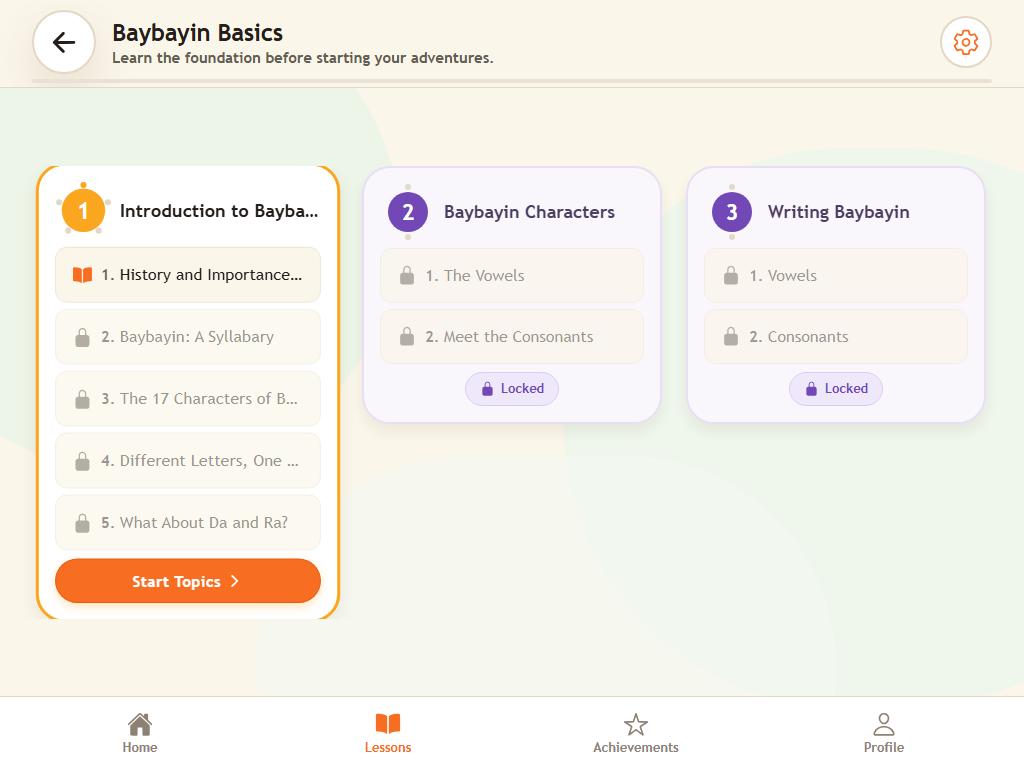 Baybayin Basics
Learn the foundation before starting your adventures.
1
Introduction to Bayba...
1. History and Importance...
2. Baybayin: A Syllabary
3. The 17 Characters of B...
4. Different Letters, One ...
5. What About Da and Ra?
Start Topics
2
Baybayin Characters
1. The Vowels
2. Meet the Consonants
Locked
3
Writing Baybayin
1. Vowels
2. Consonants
Locked
Home
Lessons
Achievements
Profile